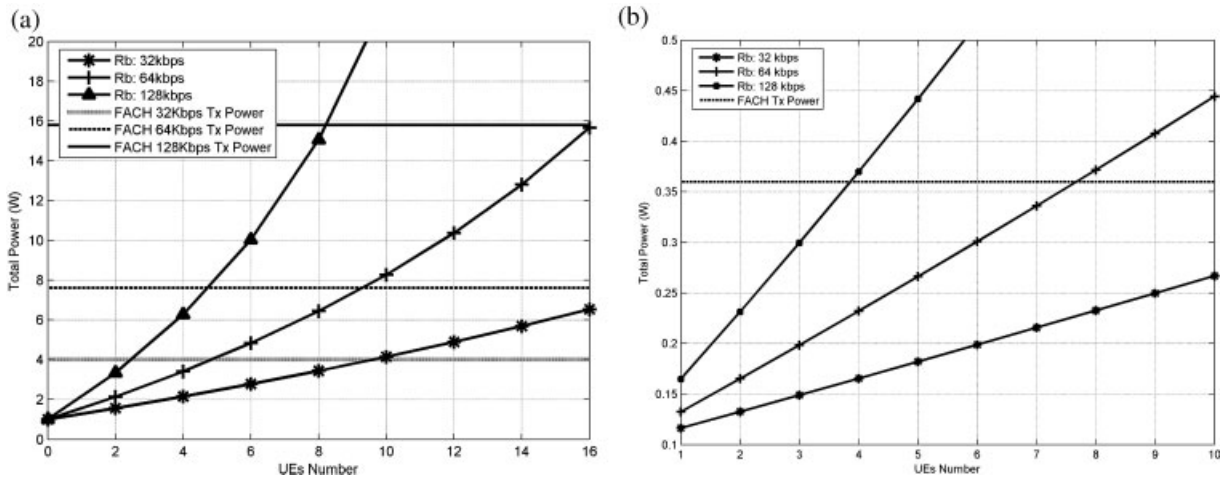 (a)
20
18
16
14
12
10
8
6
4
2
0
Total Power (W)
Rb: 32kbps
Rb: 64kbps
Rb: 128kbps
FACH 32Kbps Tx Power
FACH 64Kbps Tx Power
FACH 128Kbps Tx Power
0 2 4 6 8 10 12 14 16
UEs Number
(b)
0.5
0.45
0.4
0.35
0.3
0.25
0.2
0.15
0.1
Total Power (W)
Rb: 32 kbps
Rb: 64 kbps
Rb: 128 kbps
FACH Tx Power
1 2 3 4 5 6 7 8 9 10
UEs Number